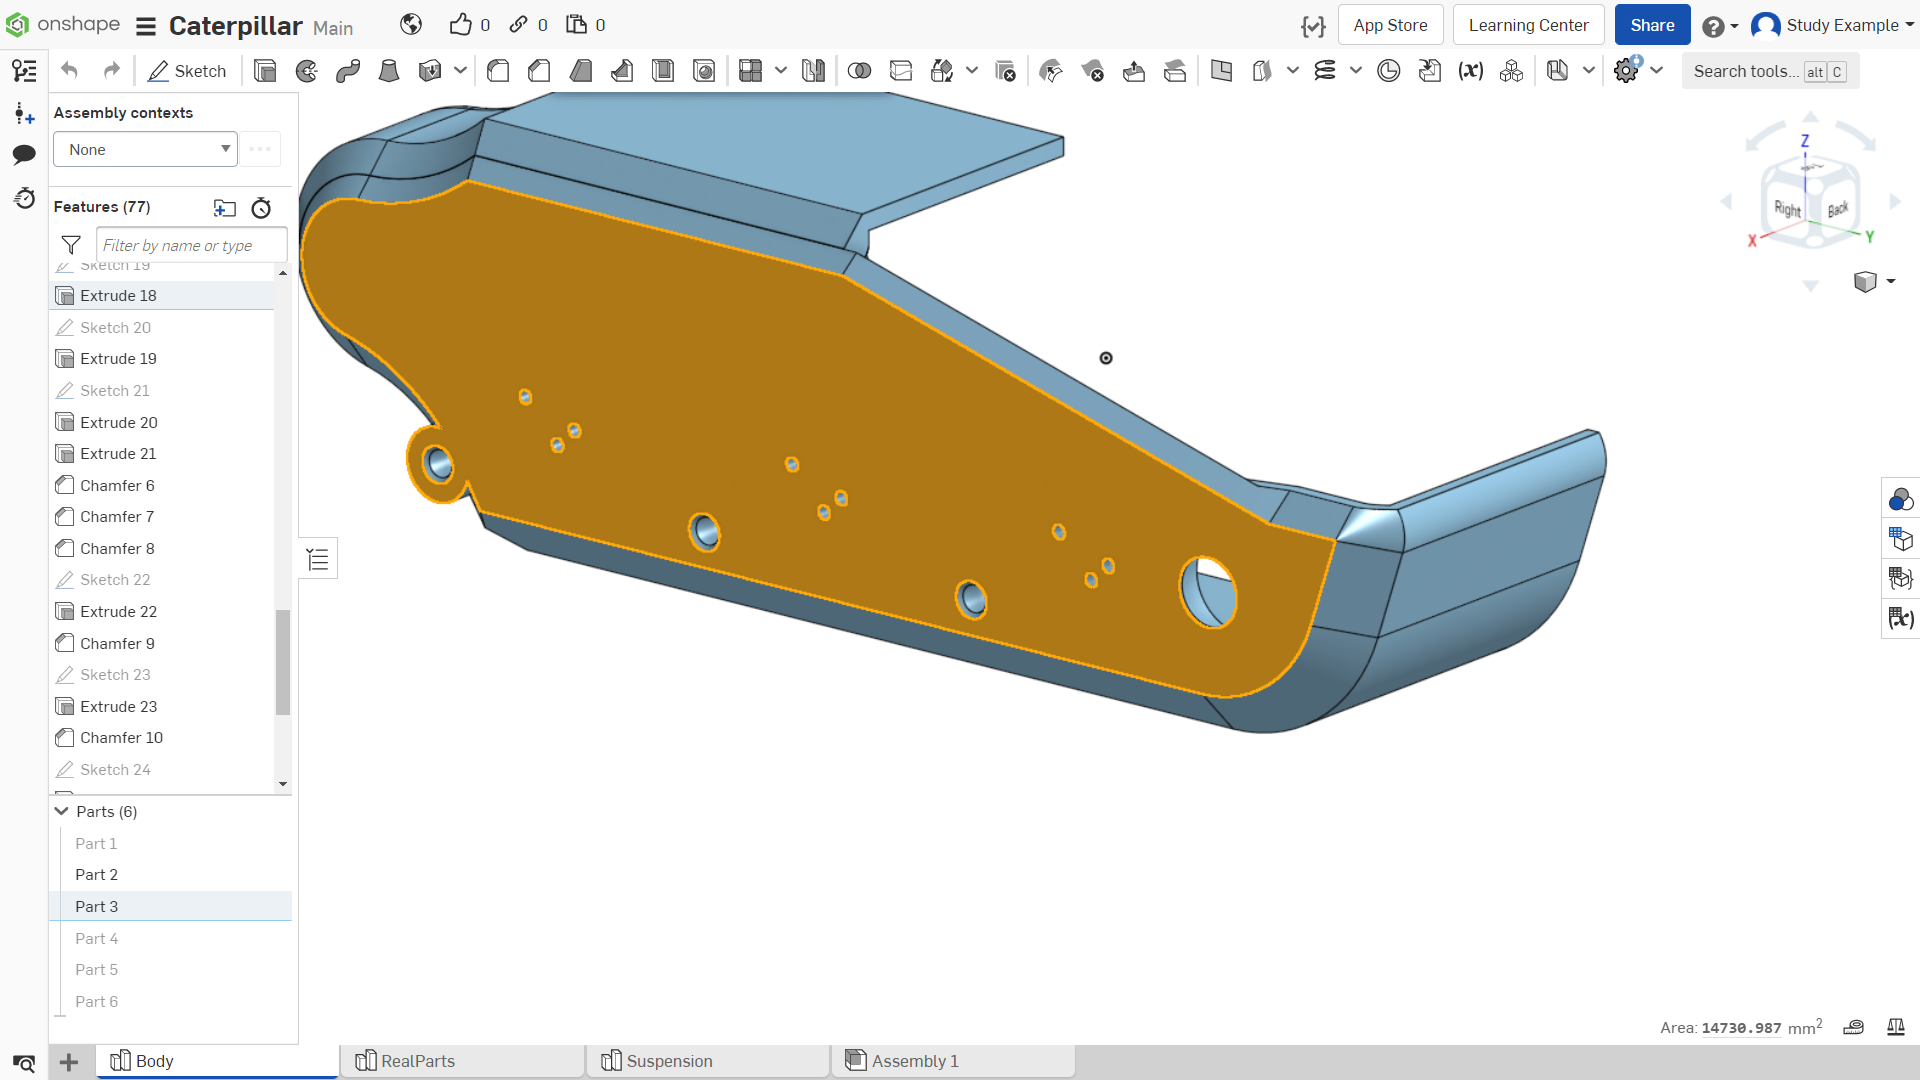 onshape Caterpillar Main 0 0 0 App Store Learning Center Share Study Example
Sketch Search tools... alt C
Assembly contexts
None
Features (77)
Filter by name or type
Sketch 19
Extrude 18
Sketch 20
Extrude 19
Sketch 21
Extrude 20
Extrude 21
Chamfer 6
Chamfer 7
Chamfer 8
Sketch 22
Extrude 22
Chamfer 9
Sketch 23
Extrude 23
Chamfer 10
Sketch 24
Parts (6)
Part 1
Part 2
Part 3
Part 4
Part 5
Part 6
Z
Right Back
X Y
Area: 14730.987 mm2
Body RealParts Suspension Assembly 1